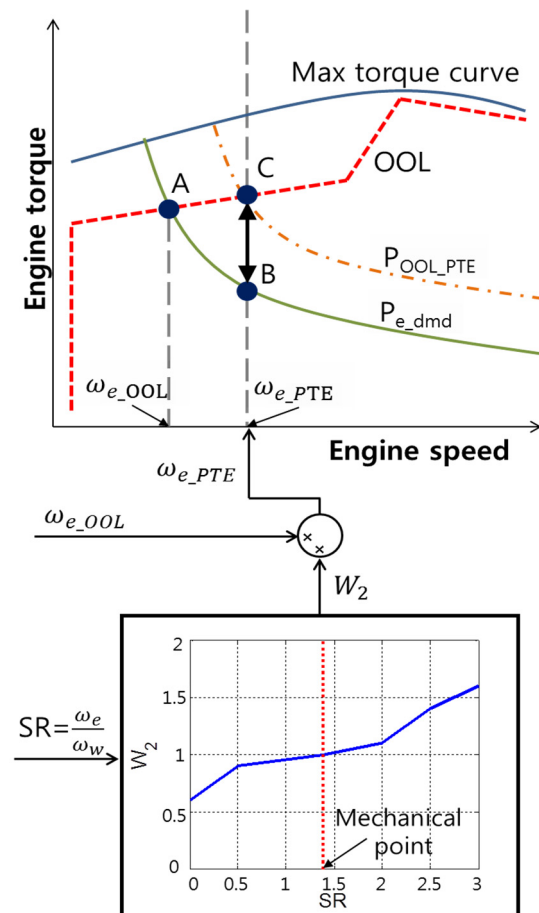 Max torque curve
OOL
A
C
B
P_OOL_PTE
P_e_dmd
Engine torque
ω_e_OOL
ω_e_PTE
Engine speed
ω_e_PTE
ω_e_OOL
W_2
SR=ω_e/ω_w
W_2
2
1.5
1
0.5
0
Mechanical
point
0 0.5 1 1.5 2 2.5 3
SR